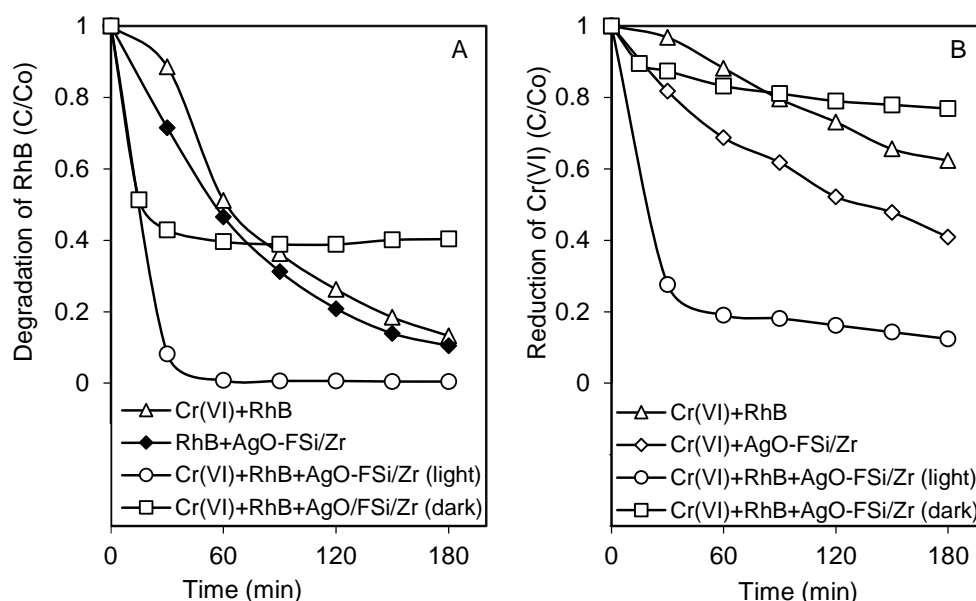 A
Degradation of RhB (C/Co)
1
0.8
0.6
0.4
0.2
0
Cr(VI)+RhB
RhB+AgO-FSi/Zr
Cr(VI)+RhB+AgO-FSi/Zr (light)
Cr(VI)+RhB+AgO/FSi/Zr (dark)
0 60 120 180
Time (min)
B
Reduction of Cr(VI) (C/Co)
1
0.8
0.6
0.4
0.2
0
Cr(VI)+RhB
Cr(VI)+AgO-FSi/Zr
Cr(VI)+RhB+AgO-FSi/Zr (light)
Cr(VI)+RhB+AgO-FSi/Zr (dark)
0 60 120 180
Time (min)